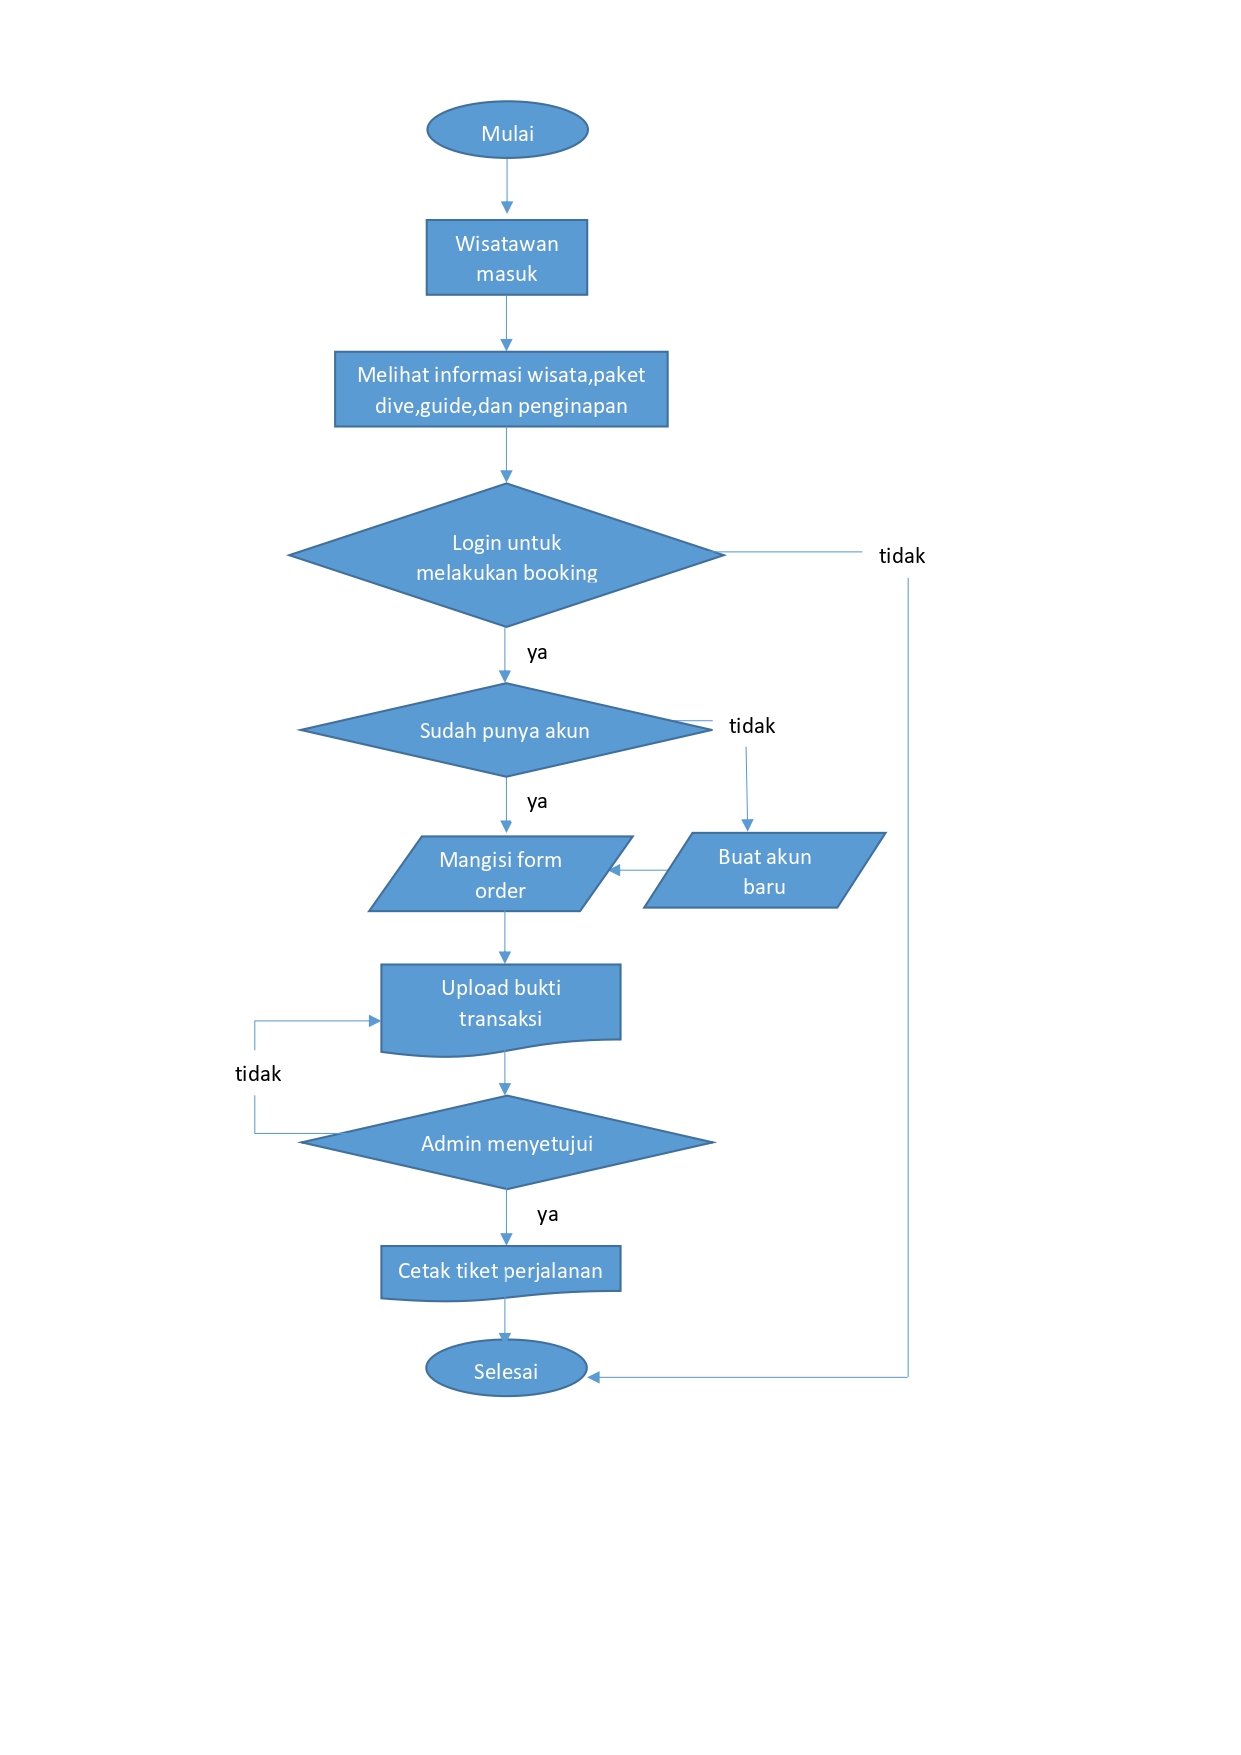 Mulai
Wisatawan
masuk
Melihat informasi wisata,paket
dive,guide,dan penginapan
Login untuk
melakukan booking
tidak
ya
Sudah punya akun
tidak
ya
Mangisi form
order
Buat akun
baru
Upload bukti
transaksi
tidak
Admin menyetujui
ya
Cetak tiket perjalanan
Selesai